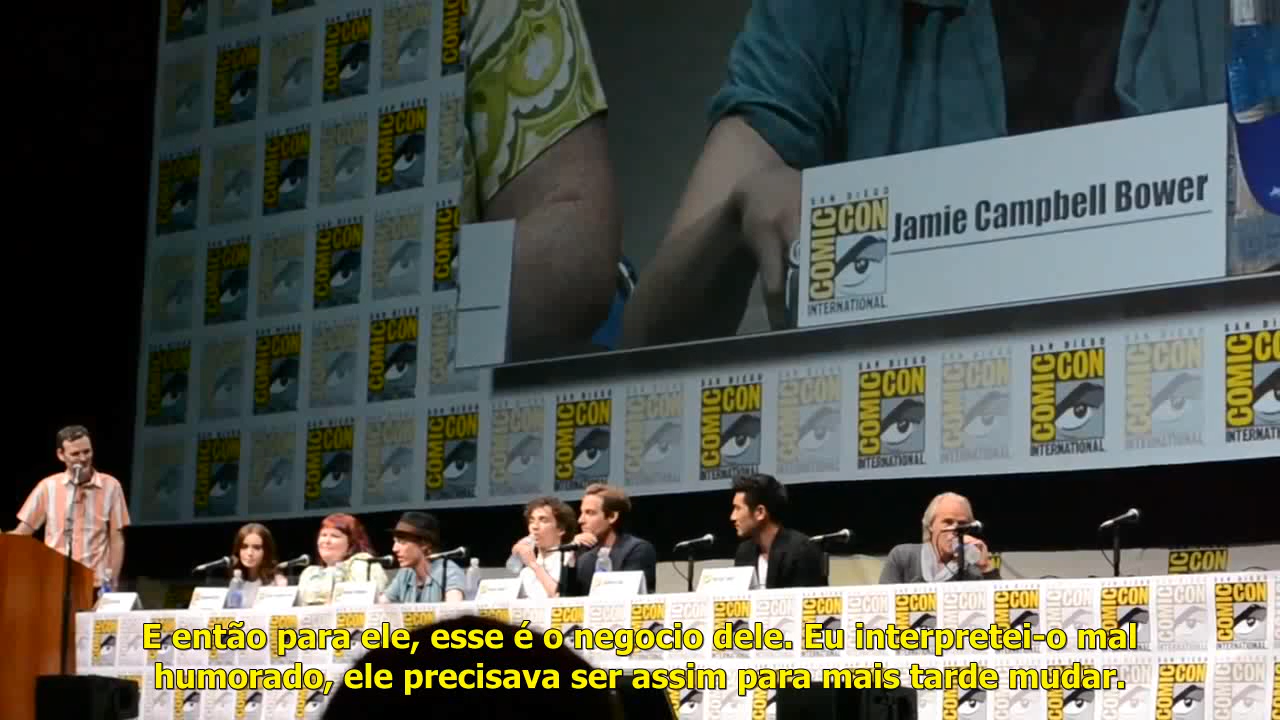 SAN DIEGO
COMIC CON
INTERNATIONAL
Jamie Campbell Bower
E então para ele, esse é o negocio dele. Eu interpretei-o mal
humorado, ele precisava ser assim para mais tarde mudar.